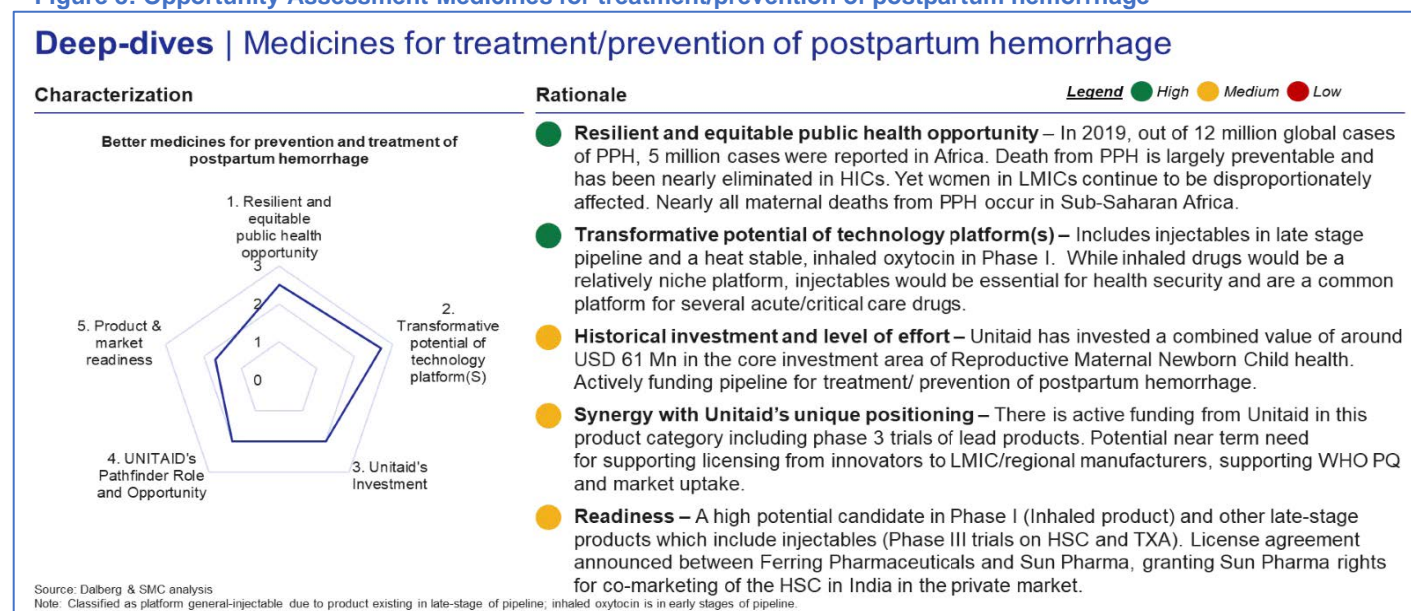 Figure 3: Opportunity Assessment-Medicines for treatment/prevention of postpartum hemorrhage
Deep-dives | Medicines for treatment/prevention of postpartum hemorrhage
Characterization
Better medicines for prevention and treatment of
postpartum hemorrhage
1. Resilient and
equitable
public health
opportunity
3
2
1
0
2.
Transformative
potential of
technology
platform(S)
3. Unitaid's
Investment
4. UNITAID's
Pathfinder Role
and Opportunity
5. Product &
market
readiness
Rationale
Legend High Medium Low
Resilient and equitable public health opportunity – In 2019, out of 12 million global cases
of PPH, 5 million cases were reported in Africa. Death from PPH is largely preventable and
has been nearly eliminated in HICs. Yet women in LMICs continue to be disproportionately
affected. Nearly all maternal deaths from PPH occur in Sub-Saharan Africa.
Transformative potential of technology platform(s) – Includes injectables in late stage
pipeline and a heat stable, inhaled oxytocin in Phase I. While inhaled drugs would be a
relatively niche platform, injectables would be essential for health security and are a common
platform for several acute/critical care drugs.
Historical investment and level of effort – Unitaid has invested a combined value of around
USD 61 Mn in the core investment area of Reproductive Maternal Newborn Child health.
Actively funding pipeline for treatment/ prevention of postpartum hemorrhage.
Synergy with Unitaid's unique positioning – There is active funding from Unitaid in this
product category including phase 3 trials of lead products. Potential near term need
for supporting licensing from innovators to LMIC/regional manufacturers, supporting WHO PQ
and market uptake.
Readiness – A high potential candidate in Phase I (Inhaled product) and other late-stage
products which include injectables (Phase III trials on HSC and TXA). License agreement
announced between Ferring Pharmaceuticals and Sun Pharma, granting Sun Pharma rights
for co-marketing of the HSC in India in the private market.
Source: Dalberg & SMC analysis
Note: Classified as platform general-injectable due to product existing in late-stage of pipeline; inhaled oxytocin is in early stages of pipeline.